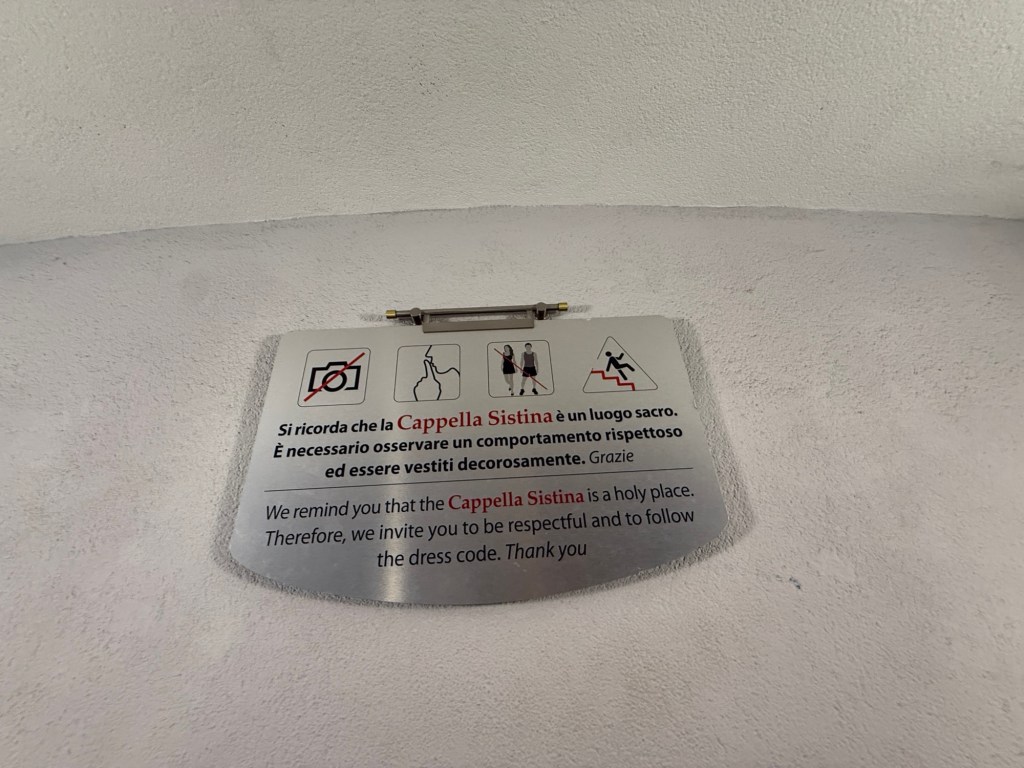 Si ricorda che la Cappella Sistina è un luogo sacro.
È necessario osservare un comportamento rispettoso
ed essere vestiti decorosamente. Grazie
We remind you that the Cappella Sistina is a holy place.
Therefore, we invite you to be respectful and to follow
the dress code. Thank you